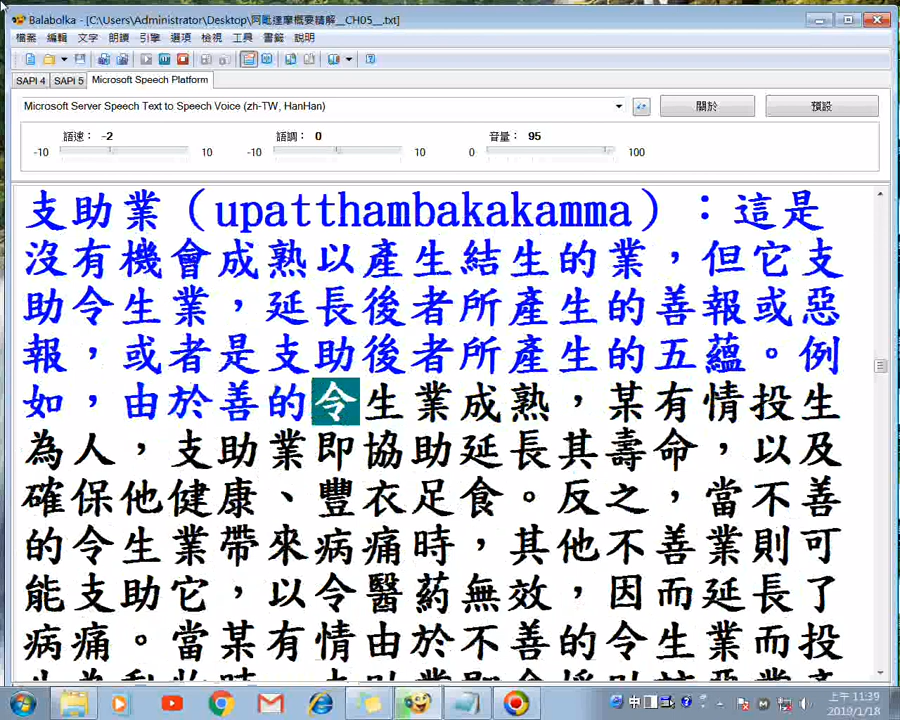 Balabolka - [C:\Users\Administrator\Desktop\阿毗達摩概要精解__CH05__.txt]
檔案 編輯 文字 朗讀 引擎 選項 檢視 工具 書籤 說明
SAPI 4 SAPI 5 Microsoft Speech Platform
Microsoft Server Speech Text to Speech Voice (zh-TW, HanHan) 關於 預設
語速： -2 語調： 0 音量： 95
-10 10 -10 10 0 100
支助業（upatthambakakamma）：這是
沒有機會成熟以產生結生的業，但它支
助令生業，延長後者所產生的善報或惡
報，或者是支助後者所產生的五蘊。例
如，由於善的令生業成熟，某有情投生
為人，支助業即協助延長其壽命，以及
確保他健康、豐衣足食。反之，當不善
的令生業帶來病痛時，其他不善業則可
能支助它，以令醫葯無效，因而延長了
病痛。當某有情由於不善的令生業而投
中
上午 11:39
2019/1/18